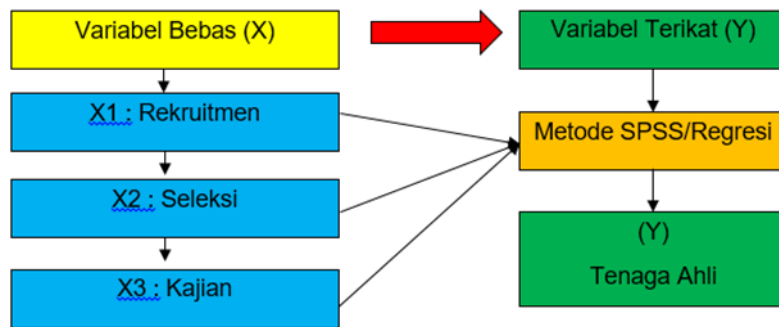 Variabel Bebas (X)
X1 : Rekruitmen
X2 : Seleksi
X3 : Kajian
Variabel Terikat (Y)
Metode SPSS/Regresi
(Y)
Tenaga Ahli